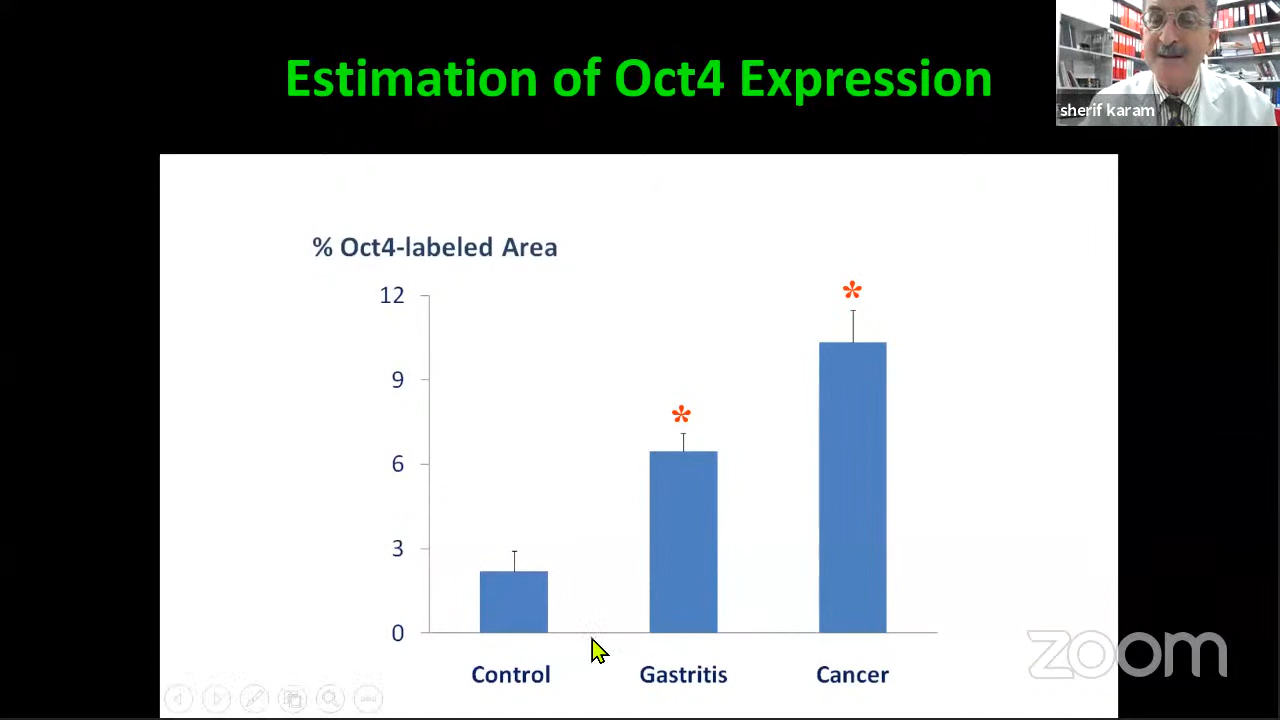 Estimation of Oct4 Expression
sherif karam
% Oct4-labeled Area
12
9
6
3
0
*
*
Control
Gastritis
Cancer
zoom